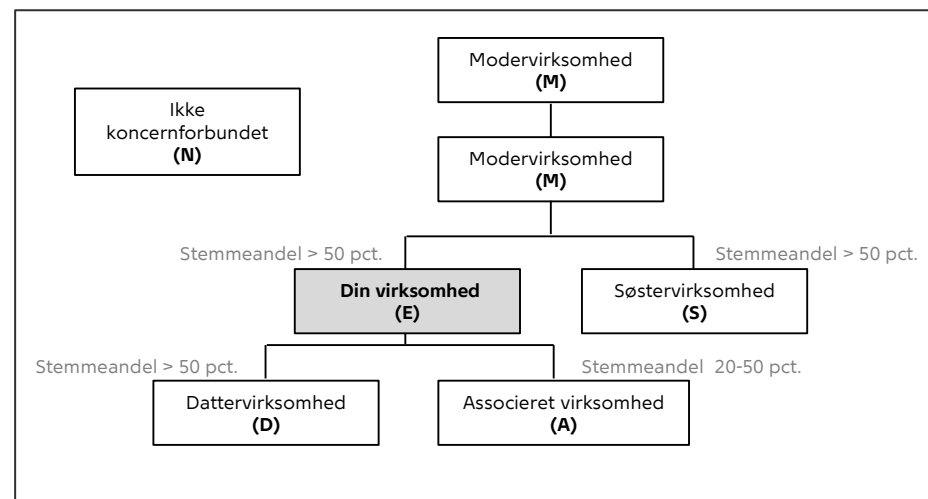 Modervirksomhed
(M)
Ikke
koncernforbundet
(N)
Modervirksomhed
(M)
Stemmeandel > 50 pct.
Stemmeandel > 50 pct.
Din virksomhed
(E)
Søstervirksomhed
(S)
Stemmeandel > 50 pct.
Stemmeandel 20-50 pct.
Dattervirksomhed
(D)
Associeret virksomhed
(A)